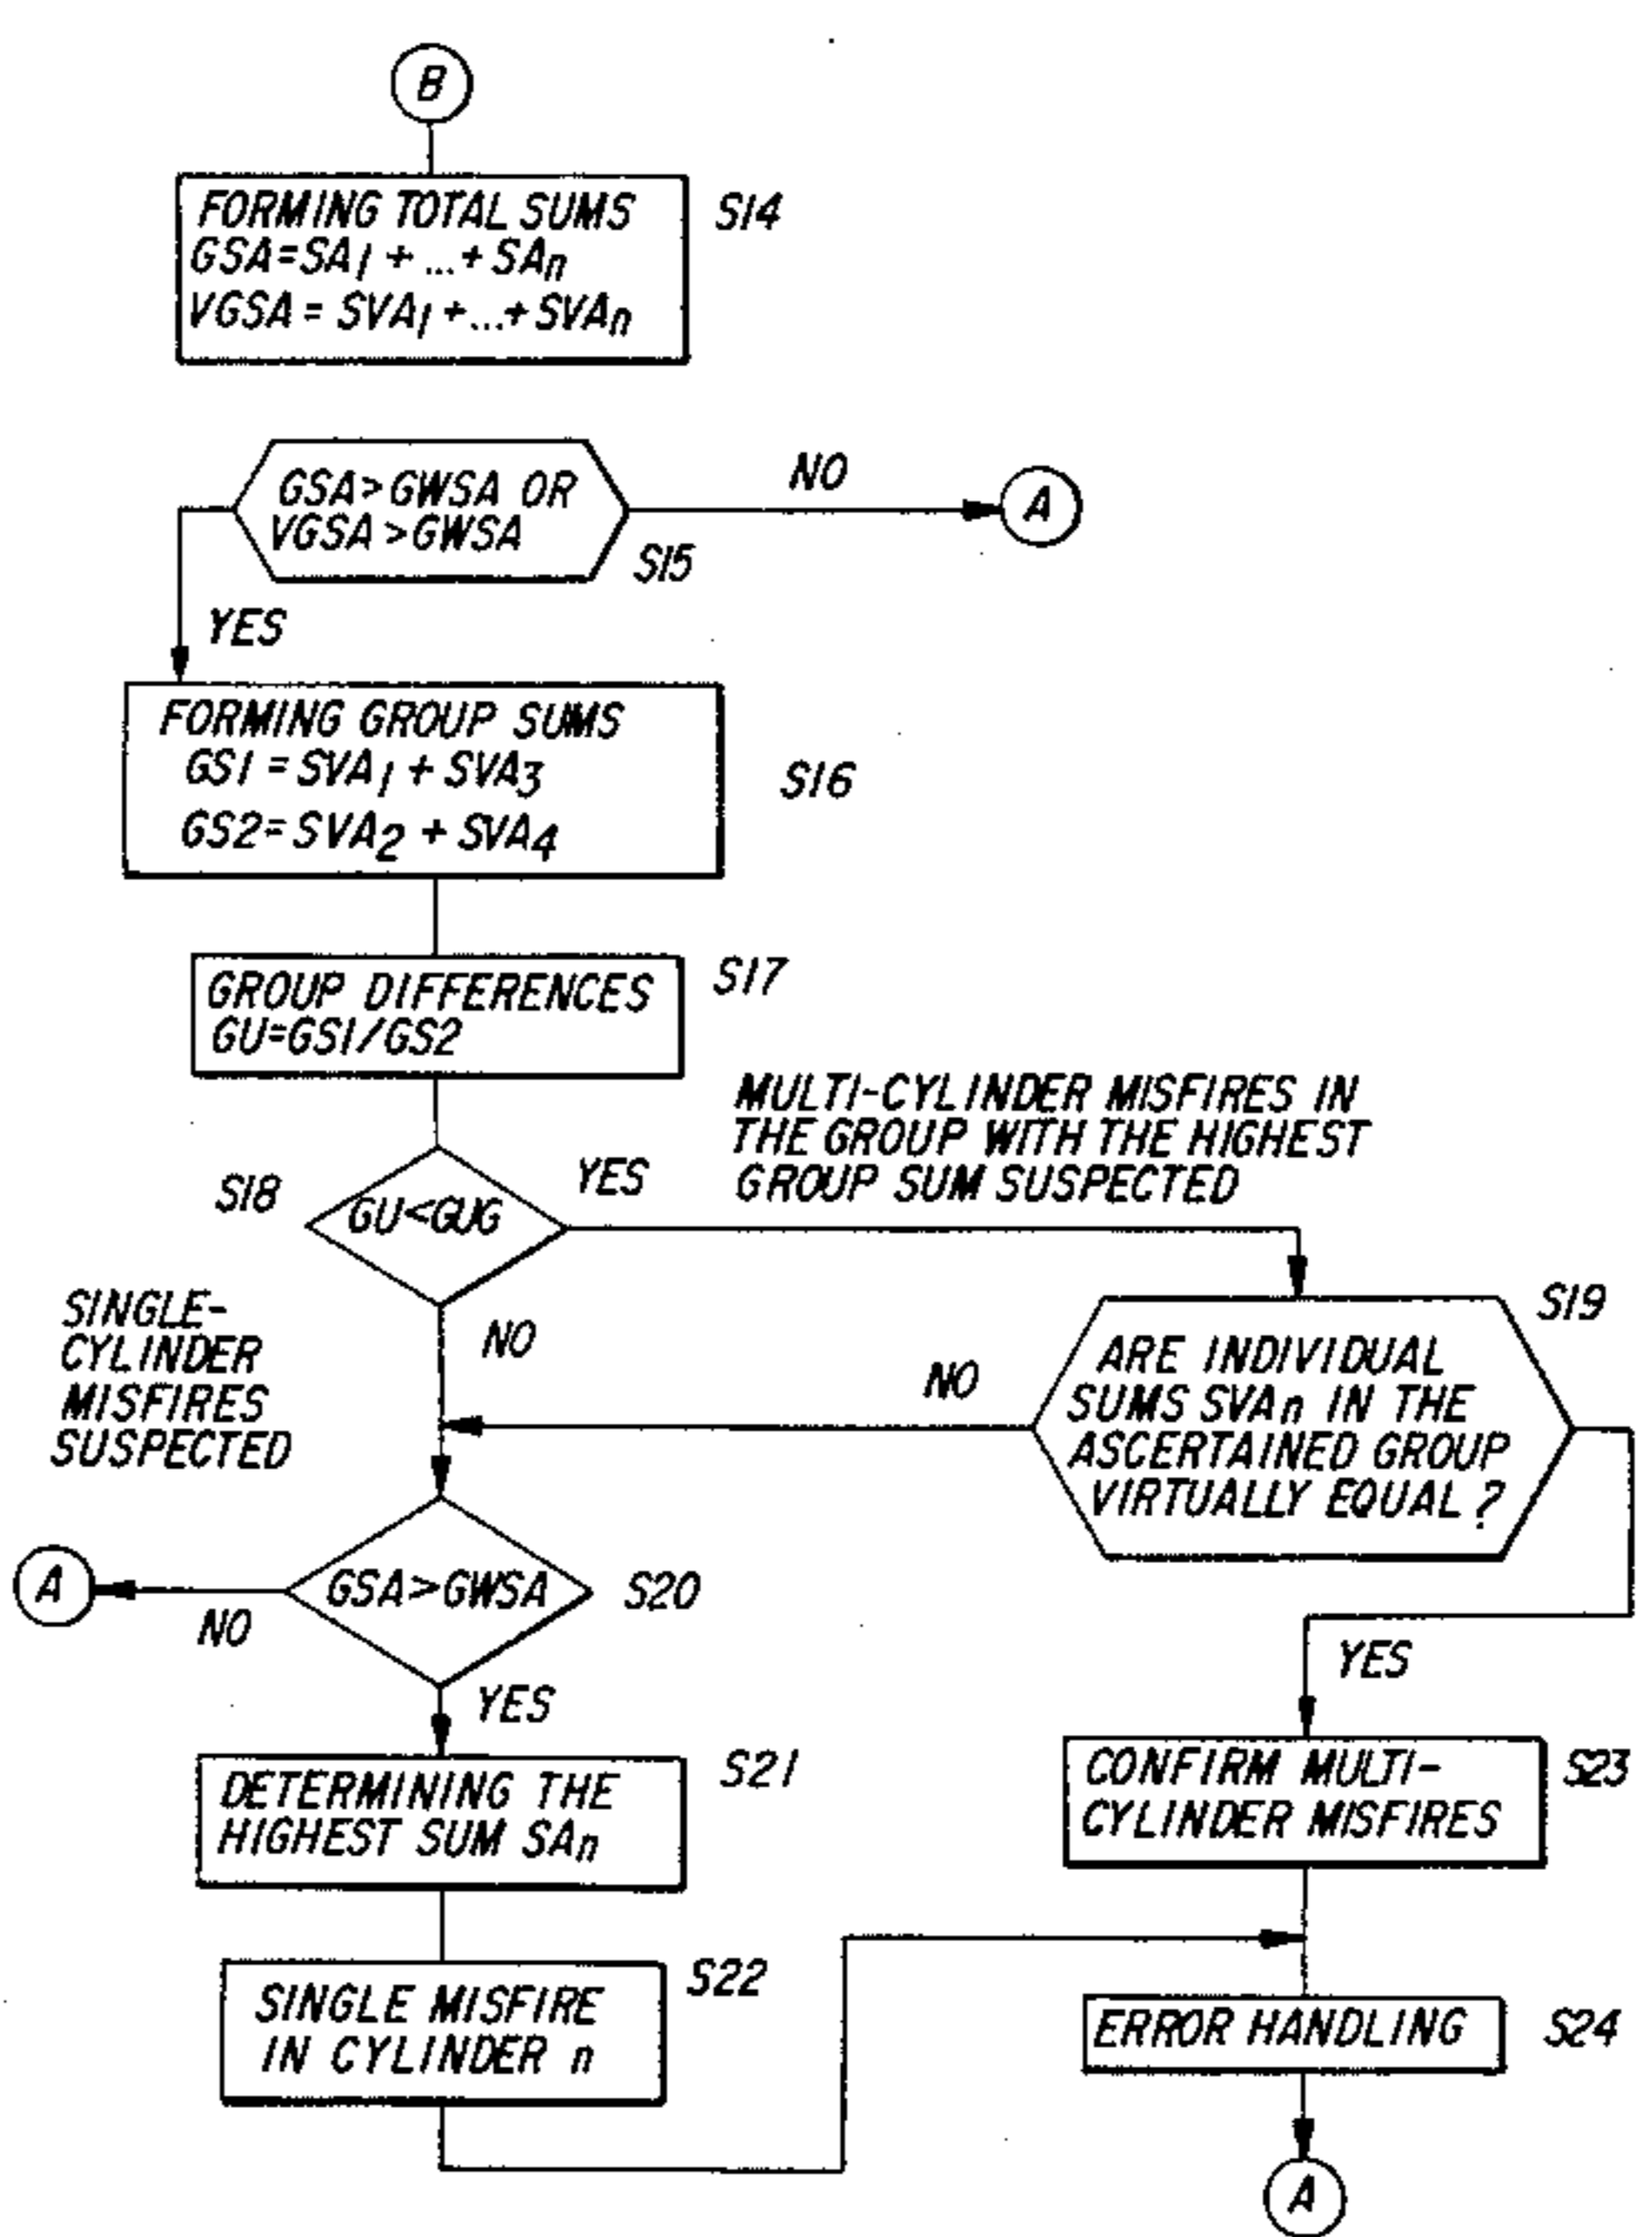 B
FORMING TOTAL SUMS
GSA=SA1 + ...+ SAn
VGSA = SVA1 +...+ SVAn
S14
GSA>GWSA OR
VGSA>GWSA
S15
NO
A
YES
FORMING GROUP SUMS
GS1 = SVA1 + SVA3
GS2= SVA2 + SVA4
S16
GROUP DIFFERENCES
GU=GS1/GS2
S17
MULTI-CYLINDER MISFIRES IN
THE GROUP WITH THE HIGHEST
GROUP SUM SUSPECTED
S18
GU<GUG
YES
NO
SINGLE-
CYLINDER
MISFIRES
SUSPECTED
S19
ARE INDIVIDUAL
SUMS SVAn IN THE
ASCERTAINED GROUP
VIRTUALLY EQUAL?
NO
YES
A
NO
GSA>GWSA
S20
YES
DETERMINING THE
HIGHEST SUM SAn
S21
CONFIRM MULTI-
CYLINDER MISFIRES
S23
SINGLE MISFIRE
IN CYLINDER n
S22
ERROR HANDLING
S24
A